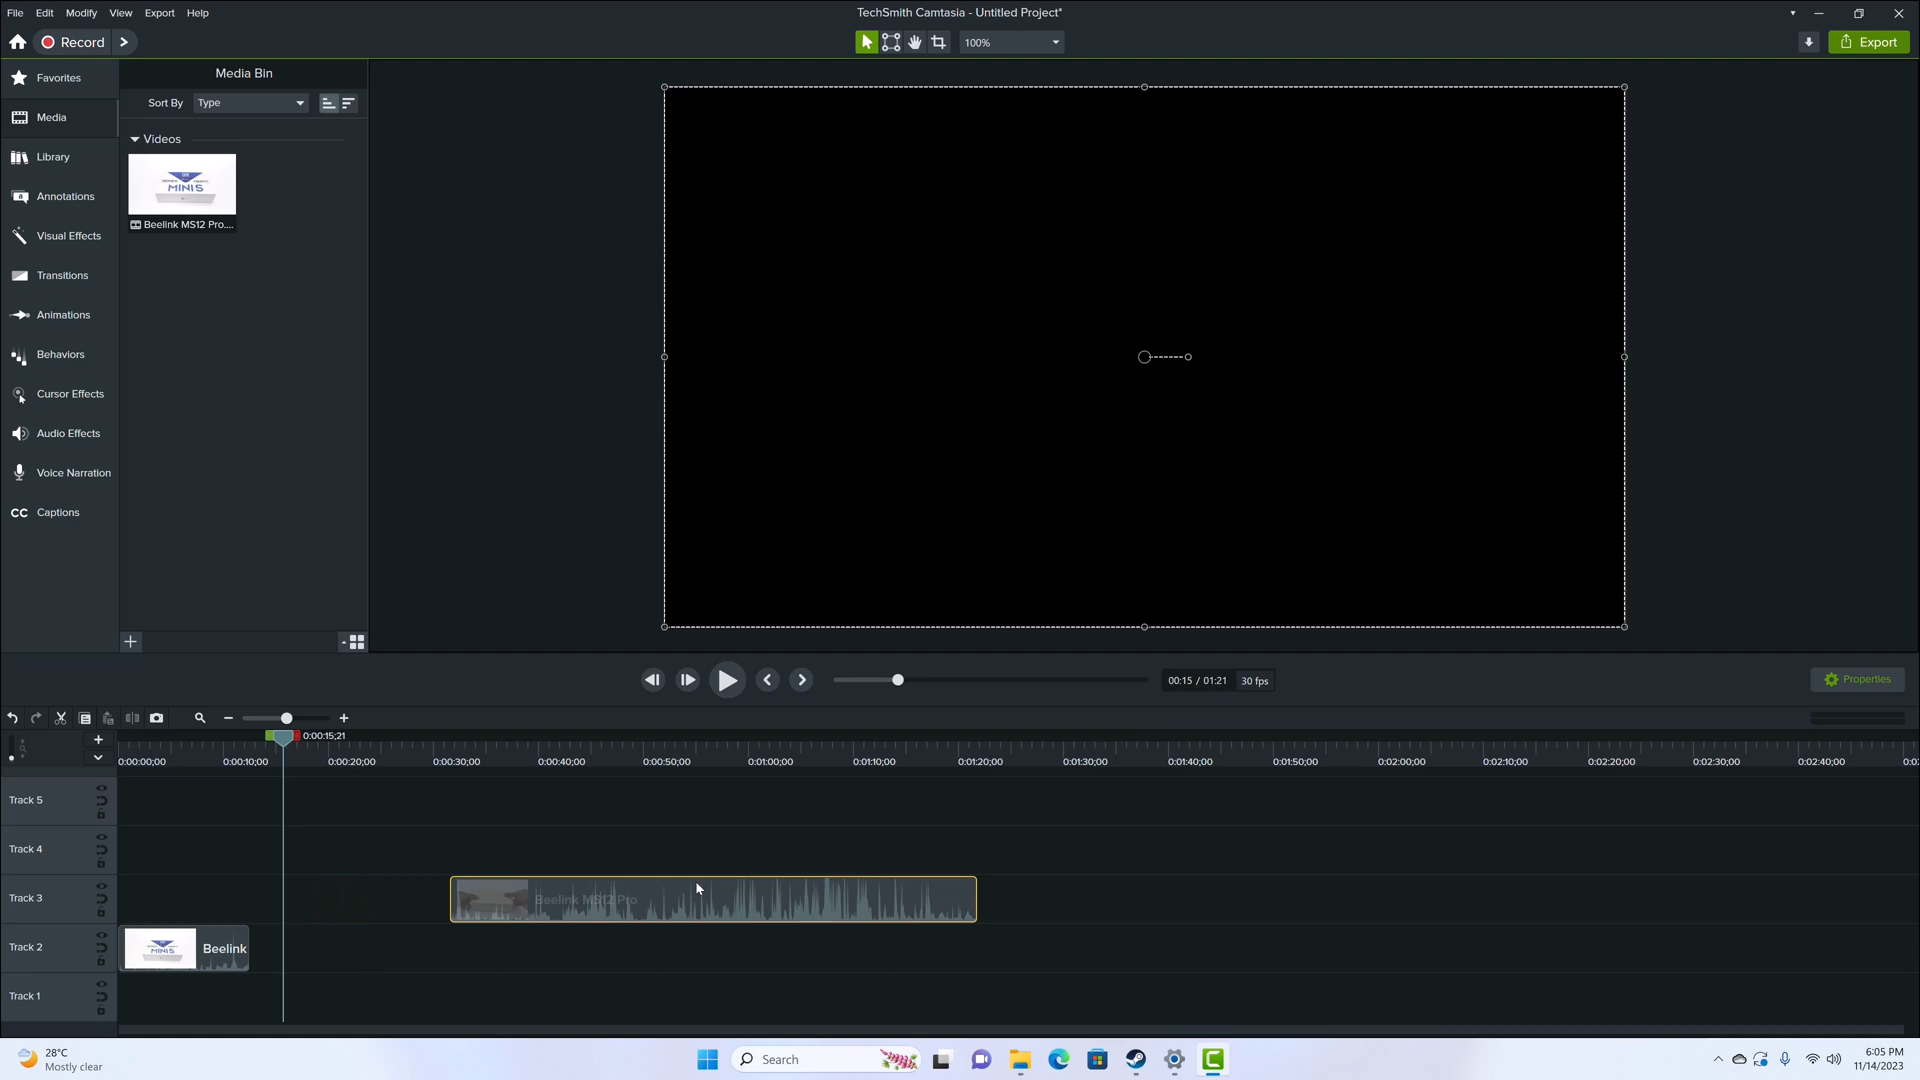 File Edit Modify View Export Help
TechSmith Camtasia - Untitled Project*
Record
100%
Export
Favorites
Media
Library
Annotations
Visual Effects
Transitions
Animations
Behaviors
Cursor Effects
Audio Effects
Voice Narration
CC Captions
Media Bin
Sort By Type
Videos
MINIS
Beelink MS12 Pro....
00:15 / 01:21 30 fps
Properties
0:00:15;21
0:00:00;00 0:00:10;00 0:00:20;00 0:00:30;00 0:00:40;00 0:00:50;00 0:01:00;00 0:01:10;00 0:01:20;00 0:01:30;00 0:01:40;00 0:01:50;00 0:02:00;00 0:02:10;00 0:02:20;00 0:02:30;00 0:02:40;00 0:02
Track 5
Track 4
Track 3
Beelink MS12 Pro
Track 2
MINIS
Beelink
Track 1
28°C
Mostly clear
Search
6:05 PM
11/14/2023